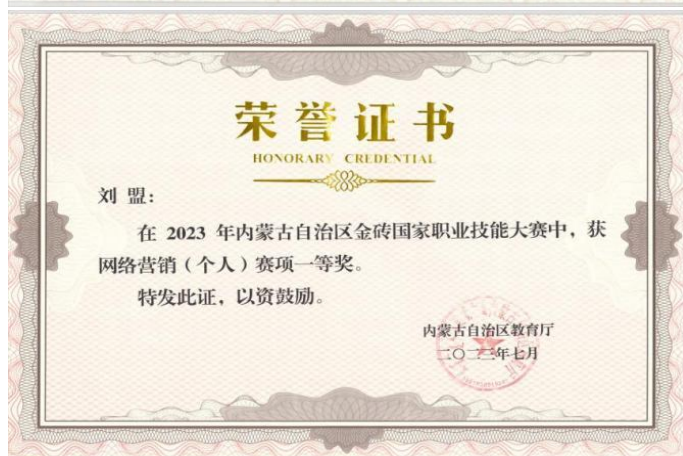 荣誉证书
HONORARY CREDENTIAL
刘 盟：
在 2023 年内蒙古自治区金砖国家职业技能大赛中，获
网络营销（个人）赛项一等奖。
特发此证，以资鼓励。
内蒙古自治区教育厅
二〇二三年七月